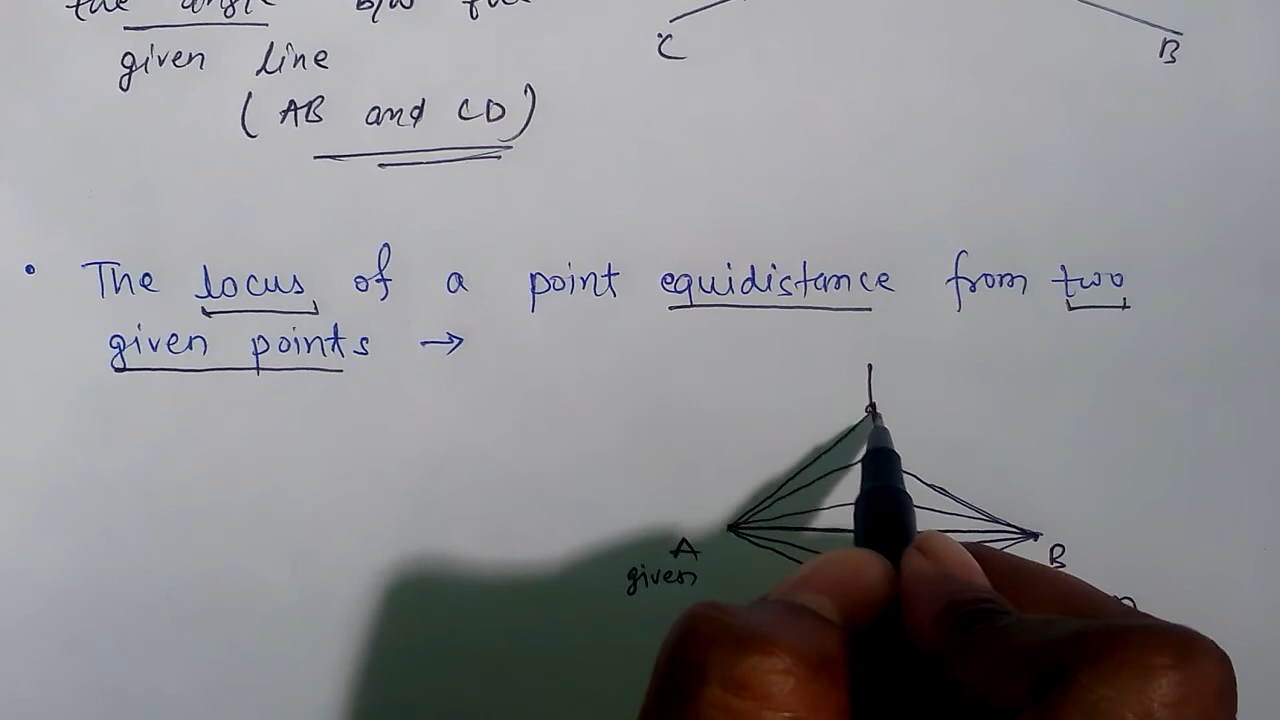 given line
C
B
( AB and CD )
• The locus of a point equidistance from two
given points →
A
B
given